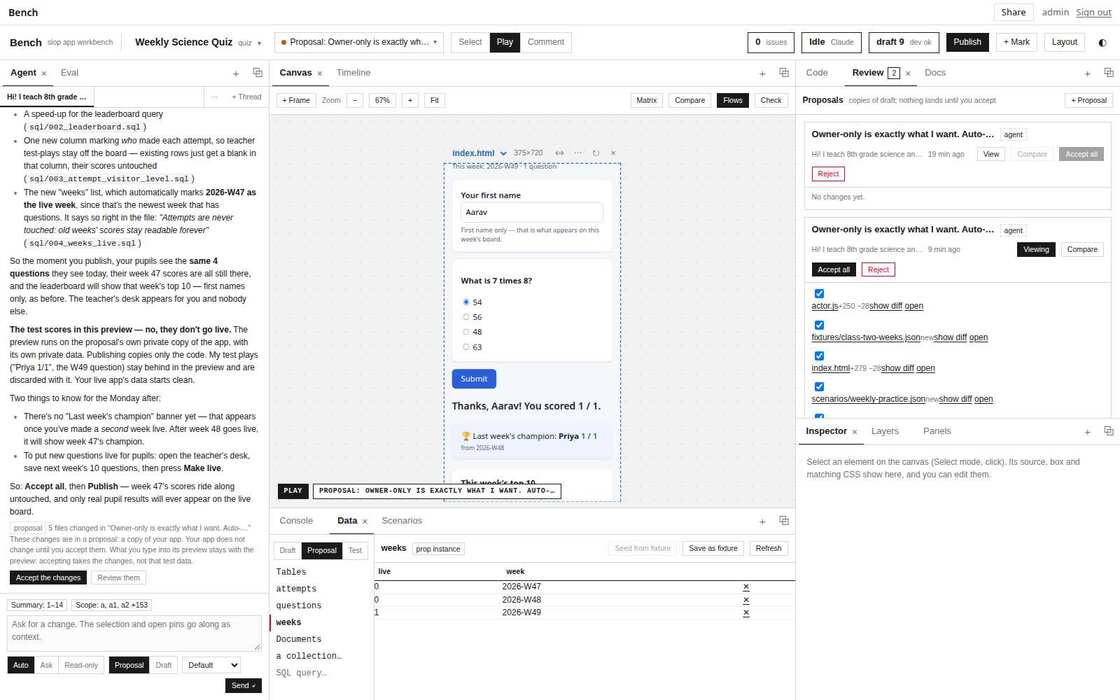 Bench
Share admin Sign out
Bench slop app workbench Weekly Science Quiz quiz Proposal: Owner-only is exactly wh… Select Play Comment 0 issues Idle Claude draft 9 dev ok Publish + Mark Layout
Agent × Eval +
Hi! I teach 8th grade … ··· + Thread
A speed-up for the leaderboard query
(sql/002_leaderboard.sql)
One new column marking who made each attempt, so teacher
test-plays stay off the board — existing rows just get a blank in
that column, their scores untouched
(sql/003_attempt_visitor_level.sql)
The new "weeks" list, which automatically marks 2026-W47 as
the live week, since that's the newest week that has
questions. It says so right in the file: "Attempts are never
touched: old weeks' scores stay readable forever"
(sql/004_weeks_live.sql)
So the moment you publish, your pupils see the same 4
questions they see today, their week 47 scores are all still there,
and the leaderboard will show that week's top 10 — first names
only, as before. The teacher's desk appears for you and nobody
else.
The test scores in this preview — no, they don't go live. The
preview runs on the proposal's own private copy of the app, with
its own private data. Publishing copies only the code. My test plays
("Priya 1/1", the W49 question) stay behind in the preview and are
discarded with it. Your live app's data starts clean.
Two things to know for the Monday after:
There's no "Last week's champion" banner yet — that appears
once you've made a second week live. After week 48 goes live,
it will show week 47's champion.
To put new questions live for pupils: open the teacher's desk,
save next week's 10 questions, then press Make live.
So: Accept all, then Publish — week 47's scores ride along
untouched, and only real pupil results will ever appear on the live
board.
proposal 5 files changed in "Owner-only is exactly what I want. Auto-…"
These changes are in a proposal: a copy of your app. Your app does
not change until you accept them. What you type into its preview stays with the
preview: accepting takes the changes, not that test data.
Accept the changes Review them
Summary: 1–14 Scope: a, a1, a2 +153
Ask for a change. The selection and open pins go along as
context.
Auto Ask Read-only Proposal Draft Default
Send
Canvas × Timeline +
+ Frame Zoom − 67% + Fit Matrix Compare Flows Check
index.html 375×720 ··· ×
This week: 2026-W49 · 1 question
Your first name
Aarav
First name only — that is what appears on this
week's board.
What is 7 times 8?
54
56
48
63
Submit
Thanks, Aarav! You scored 1 / 1.
🏆 Last week's champion: Priya 1 / 1
from 2026-W48
This week's top 10
PLAY PROPOSAL: OWNER-ONLY IS EXACTLY WHAT I WANT. AUTO-…
Console Data × Scenarios +
Draft Proposal Test weeks prop instance Seed from fixture Save as fixture Refresh
Tables
attempts
questions
weeks
Documents
a collection…
SQL query…
live week
0 2026-W47 ×
0 2026-W48 ×
1 2026-W49 ×
Code Review 2 × Docs +
Proposals copies of draft; nothing lands until you accept + Proposal
Owner-only is exactly what I want. Auto-… agent
Hi! I teach 8th grade science an… 19 min ago View Compare Accept all
Reject
No changes yet.
Owner-only is exactly what I want. Auto-… agent
Hi! I teach 8th grade science an… 9 min ago Viewing Compare
Accept all Reject
actor.js+250 −28show diff open
fixtures/class-two-weeks.jsonnewshow diff open
index.html+279 −28show diff open
scenarios/weekly-practice.jsonnewshow diff open
Inspector × Layers Panels +
Select an element on the canvas (Select mode, click). Its source, box and
matching CSS show here, and you can edit them.